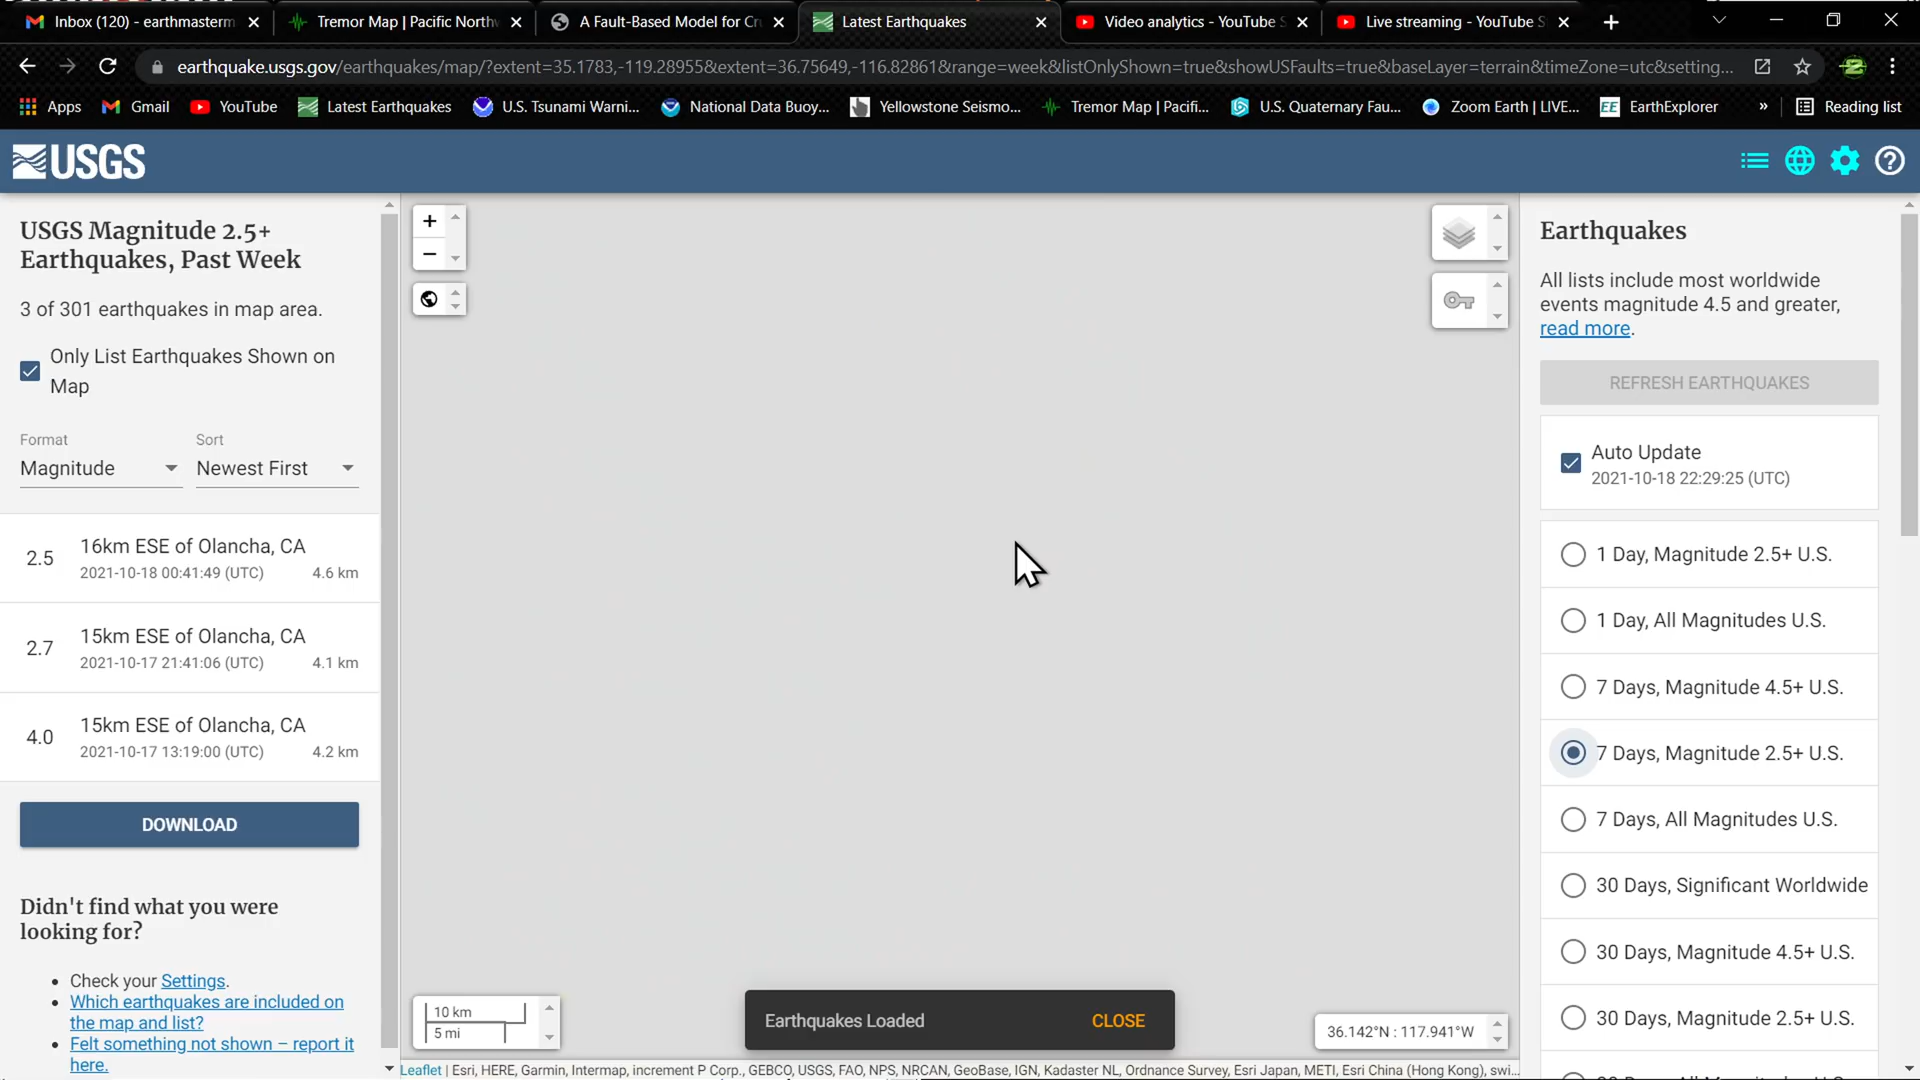 Inbox (120) - earthmasterm
Tremor Map | Pacific Northw
A Fault-Based Model for Cru
Latest Earthquakes
Video analytics - YouTube S
Live streaming - YouTube S
earthquake.usgs.gov/earthquakes/map/?extent=35.1783,-119.28955&extent=36.75649,-116.82861&range=week&listOnlyShown=true&showUSFaults=true&baseLayer=terrain&timeZone=utc&setting...
Apps
Gmail
YouTube
Latest Earthquakes
U.S. Tsunami Warni...
National Data Buoy...
Yellowstone Seismo...
Tremor Map | Pacifi...
U.S. Quaternary Fau...
Zoom Earth | LIVE...
EE EarthExplorer
»
Reading list
USGS
USGS Magnitude 2.5+
Earthquakes, Past Week
3 of 301 earthquakes in map area.
Only List Earthquakes Shown on
Map
Format
Sort
Magnitude
Newest First
2.5
16km ESE of Olancha, CA
2021-10-18 00:41:49 (UTC)
4.6 km
2.7
15km ESE of Olancha, CA
2021-10-17 21:41:06 (UTC)
4.1 km
4.0
15km ESE of Olancha, CA
2021-10-17 13:19:00 (UTC)
4.2 km
DOWNLOAD
Didn't find what you were
looking for?
• Check your Settings.
• Which earthquakes are included on
the map and list?
• Felt something not shown – report it
here.
+
−
10 km
5 mi
Earthquakes Loaded
CLOSE
36.142°N : 117.941°W
Leaflet | Esri, HERE, Garmin, Intermap, increment P Corp., GEBCO, USGS, FAO, NPS, NRCAN, GeoBase, IGN, Kadaster NL, Ordnance Survey, Esri Japan, METI, Esri China (Hong Kong), swi...
Earthquakes
All lists include most worldwide
events magnitude 4.5 and greater,
read more.
REFRESH EARTHQUAKES
Auto Update
2021-10-18 22:29:25 (UTC)
1 Day, Magnitude 2.5+ U.S.
1 Day, All Magnitudes U.S.
7 Days, Magnitude 4.5+ U.S.
7 Days, Magnitude 2.5+ U.S.
7 Days, All Magnitudes U.S.
30 Days, Significant Worldwide
30 Days, Magnitude 4.5+ U.S.
30 Days, Magnitude 2.5+ U.S.